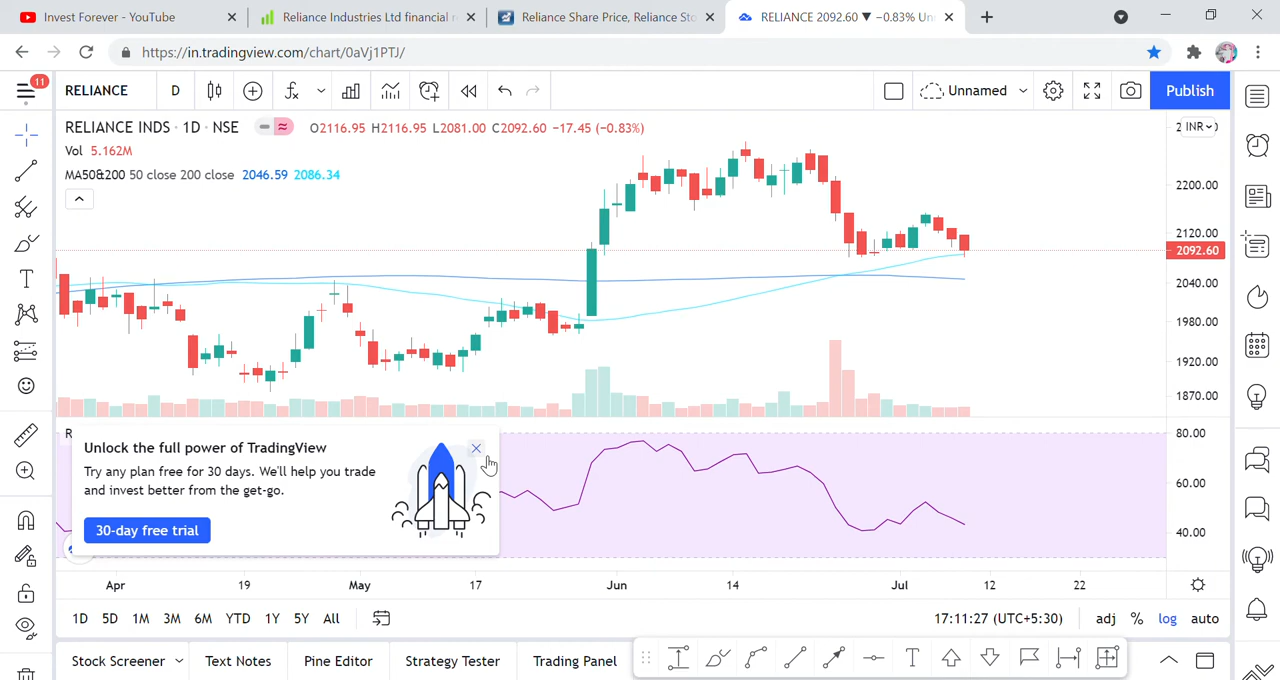 Invest Forever - YouTube
Reliance Industries Ltd financial r
Reliance Share Price, Reliance Sto
RELIANCE 2092.60 ▼ −0.83% Un
https://in.tradingview.com/chart/0aVj1PTJ/
11
RELIANCE
D
Unnamed
Publish
RELIANCE INDS · 1D · NSE
O2116.95 H2116.95 L2081.00 C2092.60 −17.45 (−0.83%)
INR
Vol 5.162M
MA50&200 50 close 200 close 2046.59 2086.34
2200.00
2120.00
2092.60
2040.00
1980.00
1920.00
1870.00
R
80.00
60.00
40.00
Unlock the full power of TradingView
Try any plan free for 30 days. We'll help you trade
and invest better from the get-go.
30-day free trial
Apr 19 May 17 Jun 14 Jul 12 22
1D 5D 1M 3M 6M YTD 1Y 5Y All
17:11:27 (UTC+5:30) adj % log auto
Stock Screener Text Notes Pine Editor Strategy Tester Trading Panel